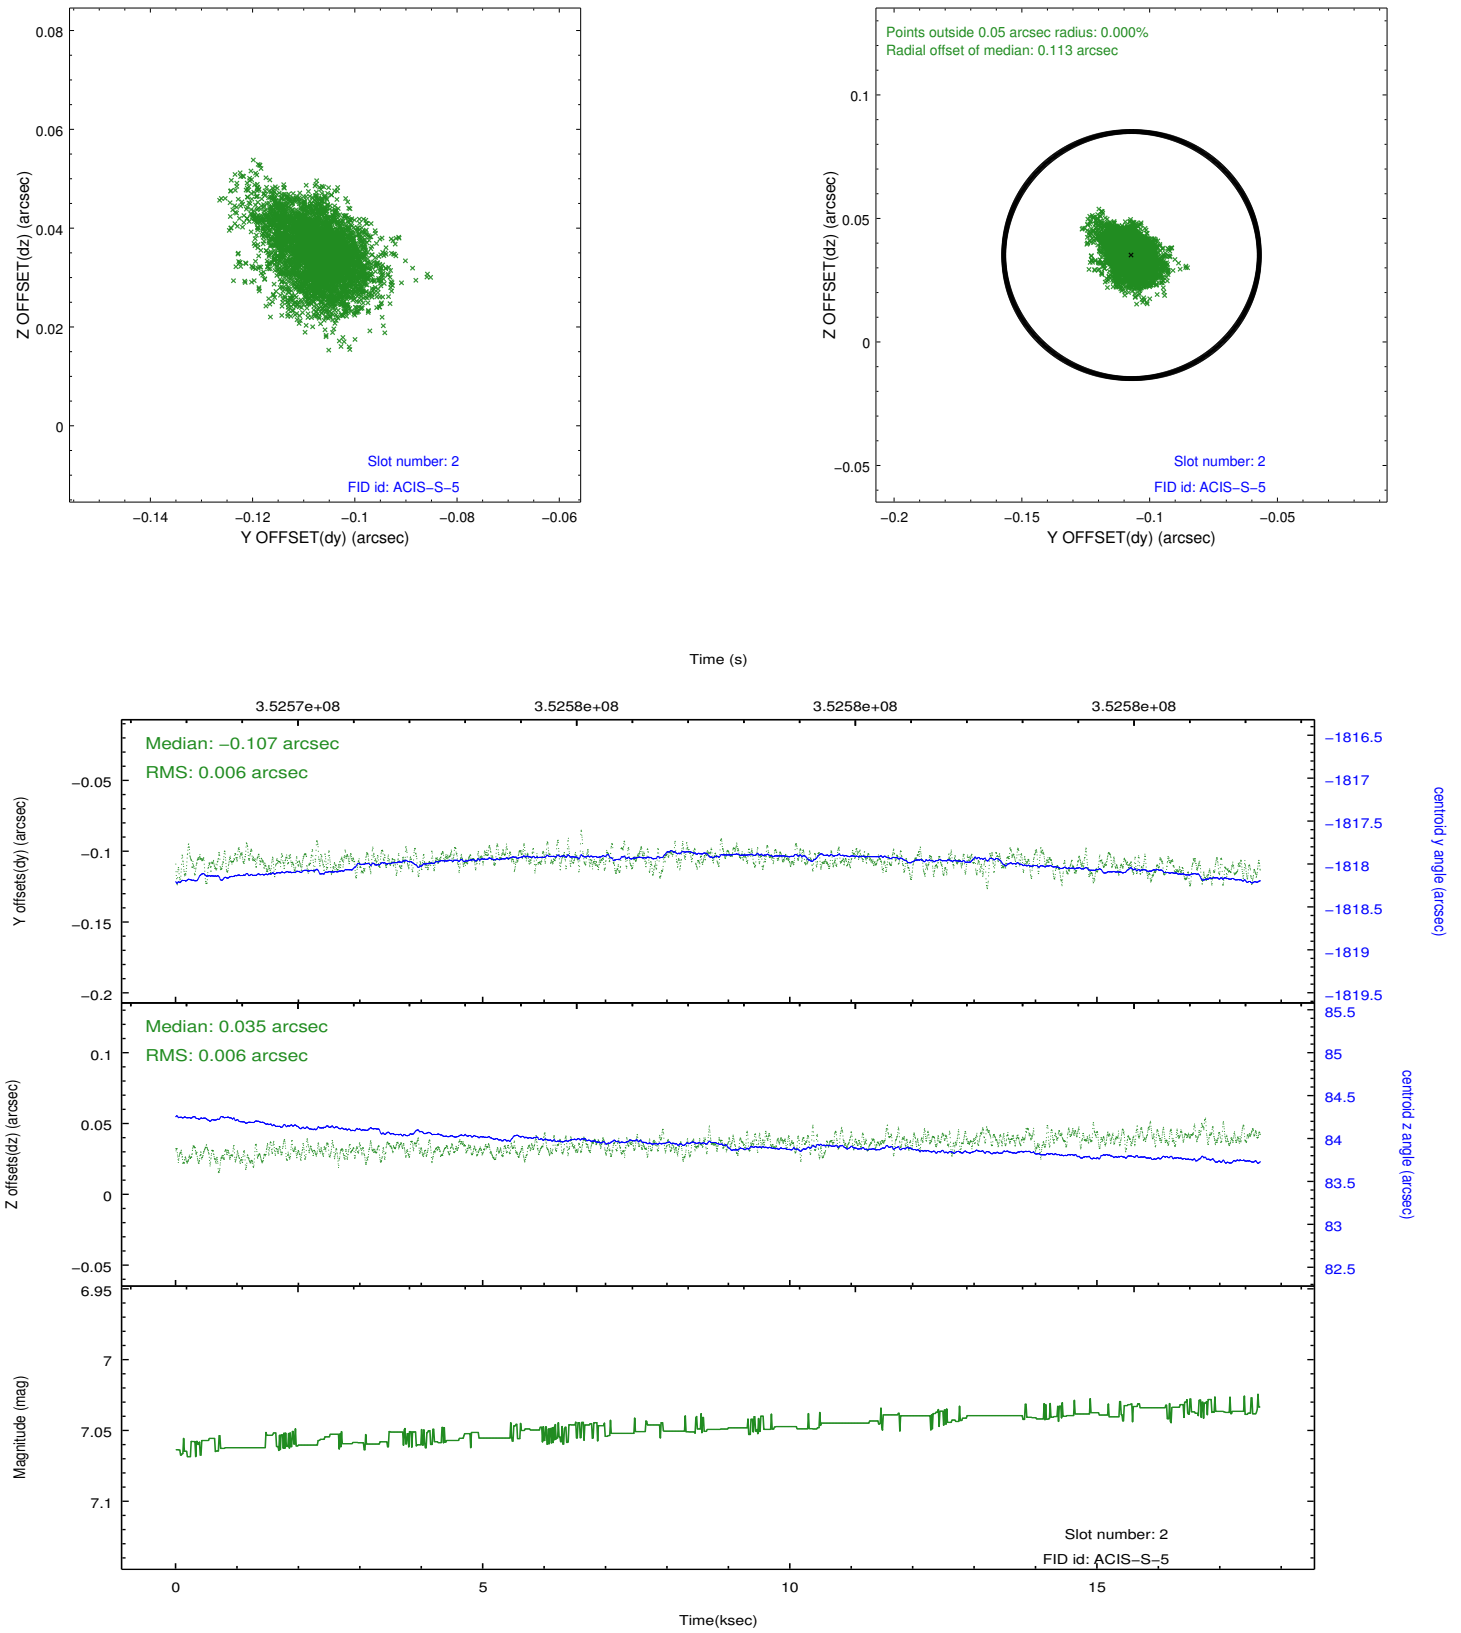 0.08
0.06
0.04
0.02
0
Z OFFSET(dz) (arcsec)
Slot number: 2
FID id: ACIS−S−5
−0.14 −0.12 −0.1 −0.08 −0.06
Y OFFSET(dy) (arcsec)
Points outside 0.05 arcsec radius: 0.000%
Radial offset of median: 0.113 arcsec
0.1
0.05
0
−0.05
Z OFFSET(dz) (arcsec)
Slot number: 2
FID id: ACIS−S−5
−0.2 −0.15 −0.1 −0.05
Y OFFSET(dy) (arcsec)
Time (s)
3.5257e+08 3.5258e+08 3.5258e+08 3.5258e+08
Median: −0.107 arcsec
RMS: 0.006 arcsec
−0.05
−0.1
−0.15
−0.2
Y offsets(dy) (arcsec)
−1816.5
−1817
−1817.5
−1818
−1818.5
−1819
−1819.5
centroid y angle (arcsec)
Median: 0.035 arcsec
RMS: 0.006 arcsec
0.1
0.05
0
−0.05
Z offsets(dz) (arcsec)
85.5
85
84.5
84
83.5
83
82.5
centroid z angle (arcsec)
6.95
7
7.05
7.1
Magnitude (mag)
Slot number: 2
FID id: ACIS−S−5
0 5 10 15
Time(ksec)